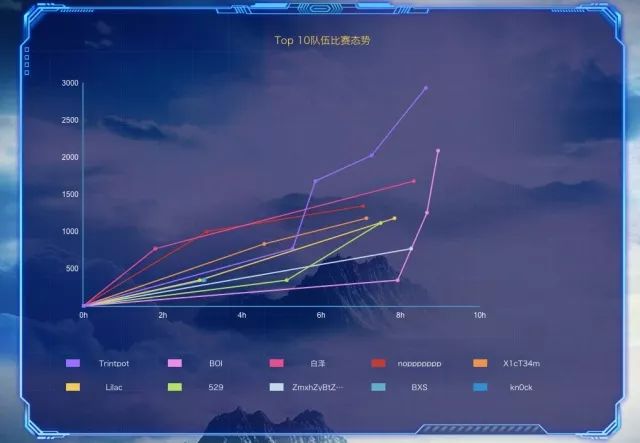 Top 10队伍比赛态势
3000
2500
2000
1500
1000
500
0h 2h 4h 6h 8h 10h
Trintpot BOI 白泽 noppppppp X1cT34m
Lilac 529 ZmxhZyBtZ… BXS kn0ck